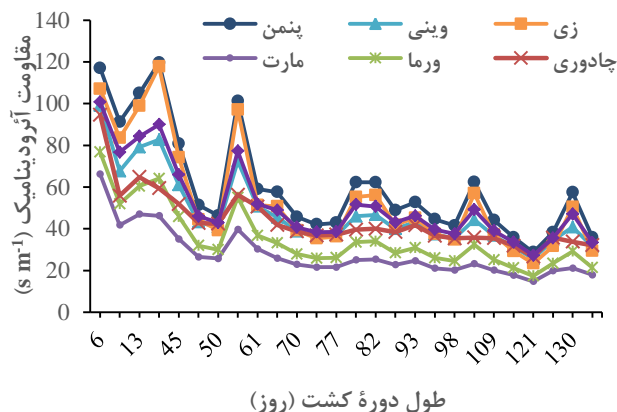 140
120
100
80
60
40
20
0
مقاومت آئرودینامیک
(s m-1)
پنمن
وینی
زی
مارت
ورما
چادوری
6
13
45
50
61
70
77
82
93
98
109
121
130
طول دورۀ کشت (روز)